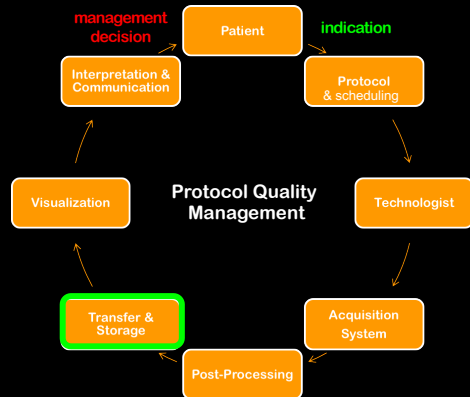 management
decision
Patient
indication
Interpretation &
Communication
Protocol
& scheduling
Visualization
Protocol Quality
Management
Technologist
Transfer &
Storage
Acquisition
System
Post-Processing